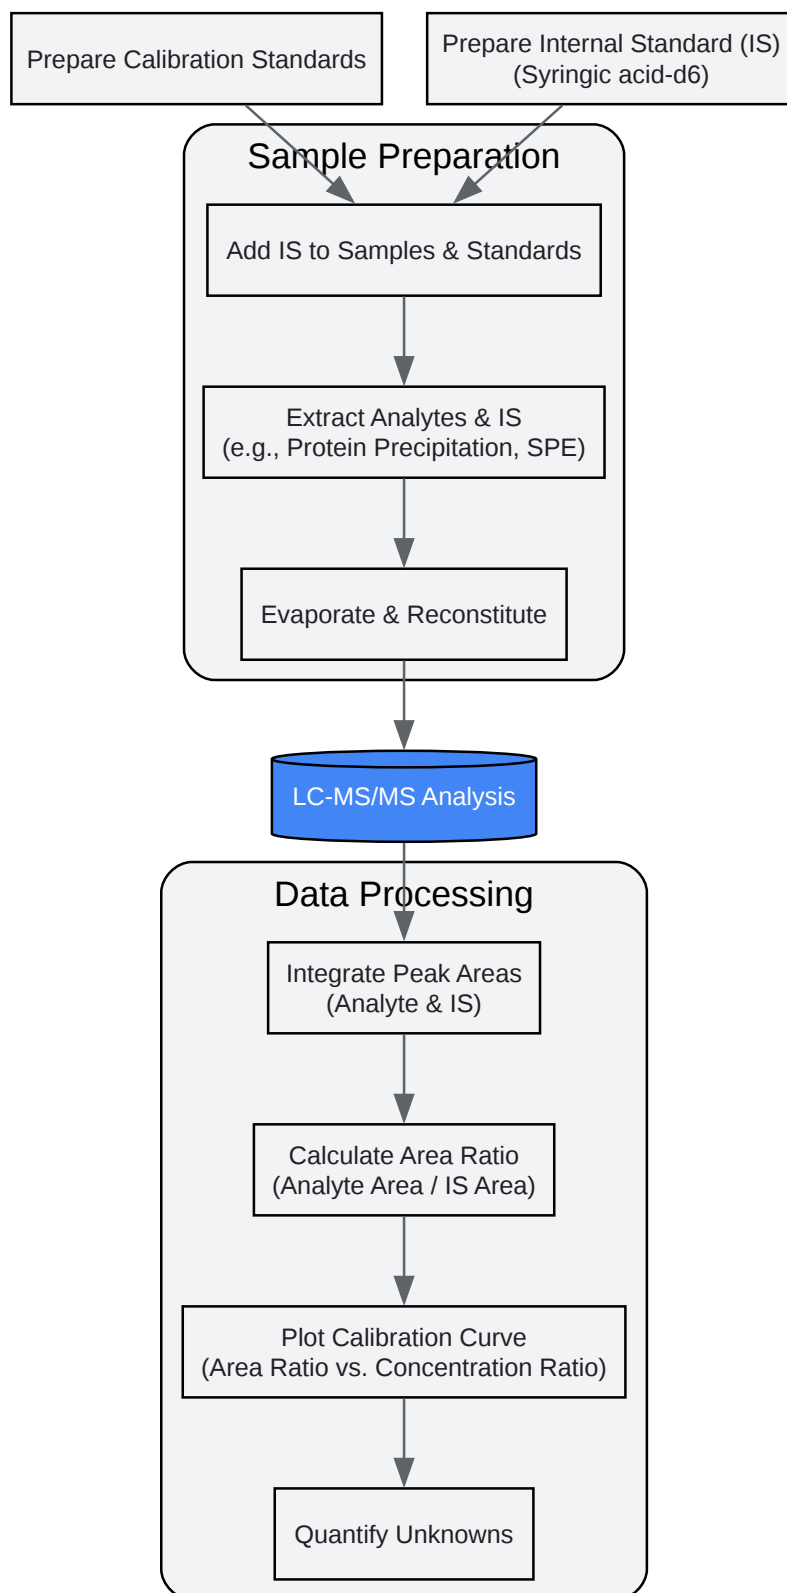 Prepare Calibration Standards
Prepare Internal Standard (IS)
(Syringic acid-d6)
Sample Preparation
Add IS to Samples & Standards
Extract Analytes & IS
(e.g., Protein Precipitation, SPE)
Evaporate & Reconstitute
LC-MS/MS Analysis
Data Processing
Integrate Peak Areas
(Analyte & IS)
Calculate Area Ratio
(Analyte Area / IS Area)
Plot Calibration Curve
(Area Ratio vs. Concentration Ratio)
Quantify Unknowns